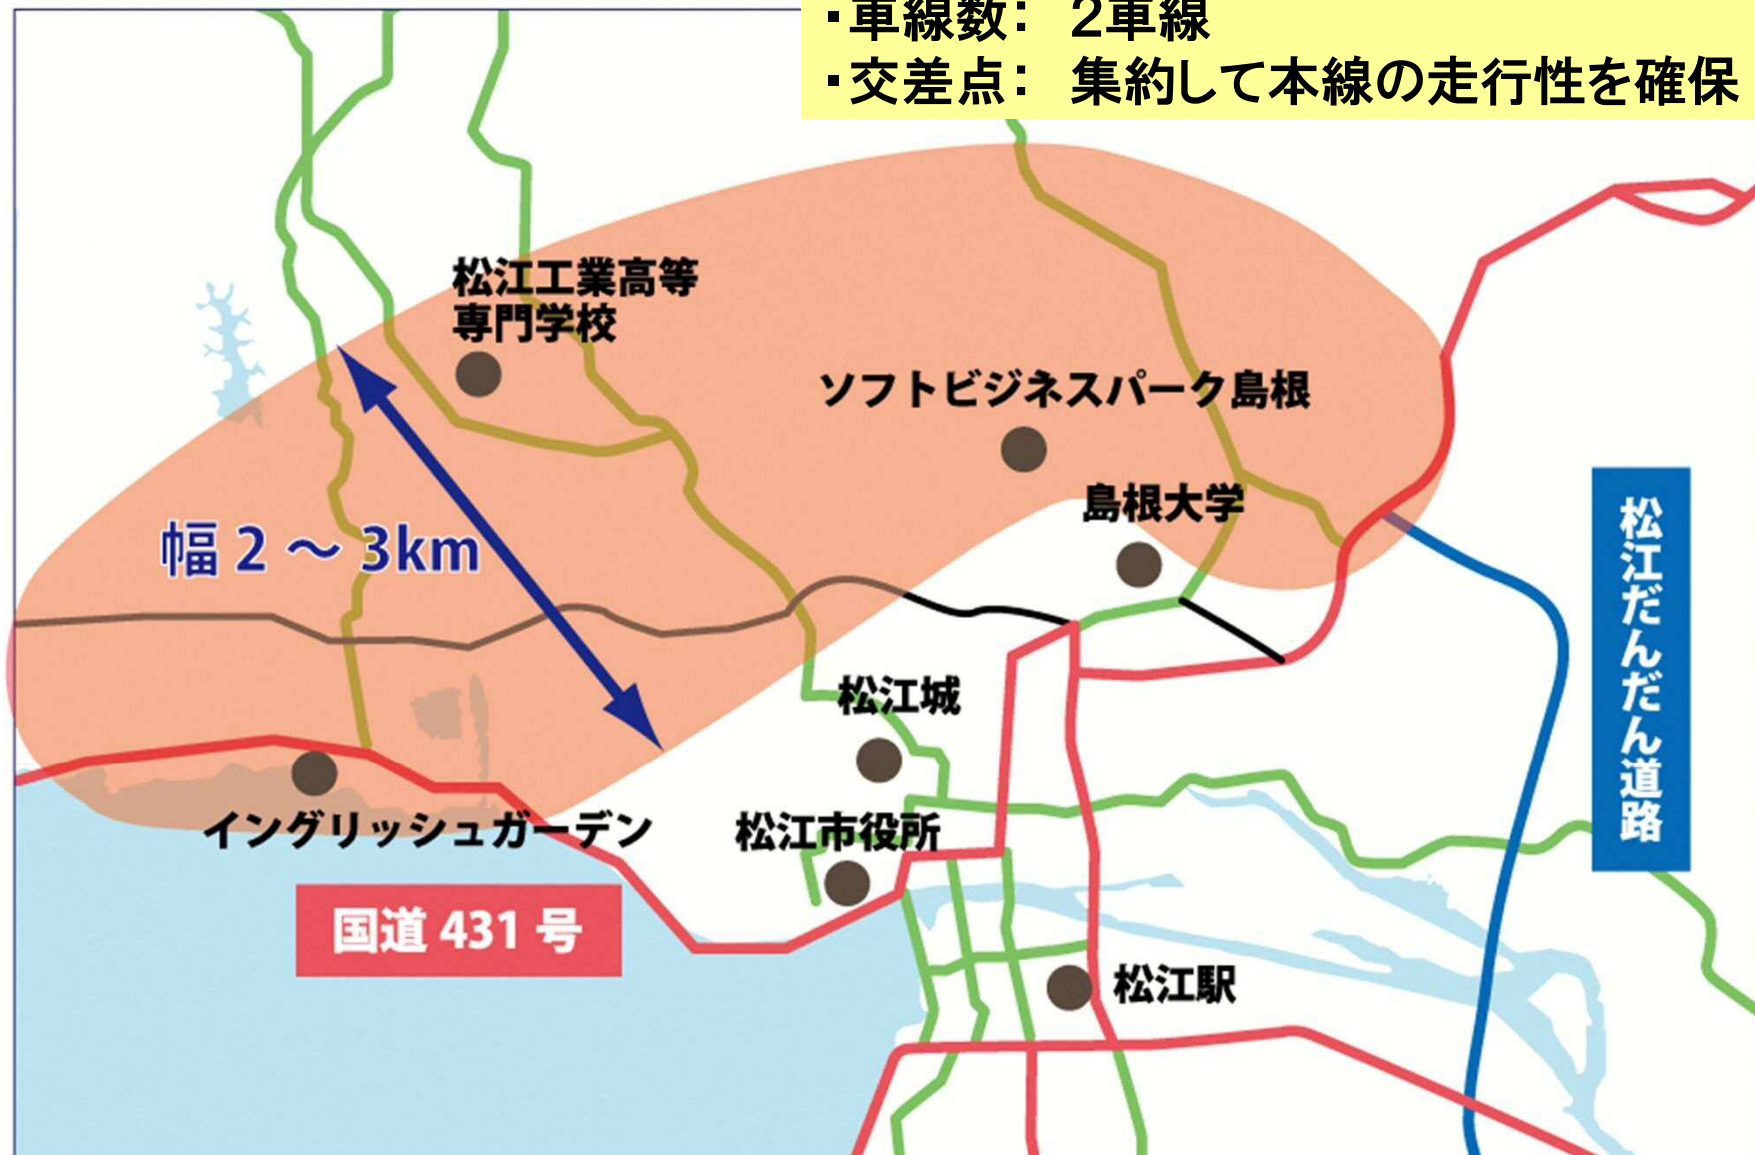 ・車線数： 2車線
・交差点： 集約して本線の走行性を確保
松江工業高等
専門学校
ソフトビジネスパーク島根
島根大学
幅 2 ～ 3km
松江だんだん道路
松江城
イングリッシュガーデン
松江市役所
国道 431 号
松江駅